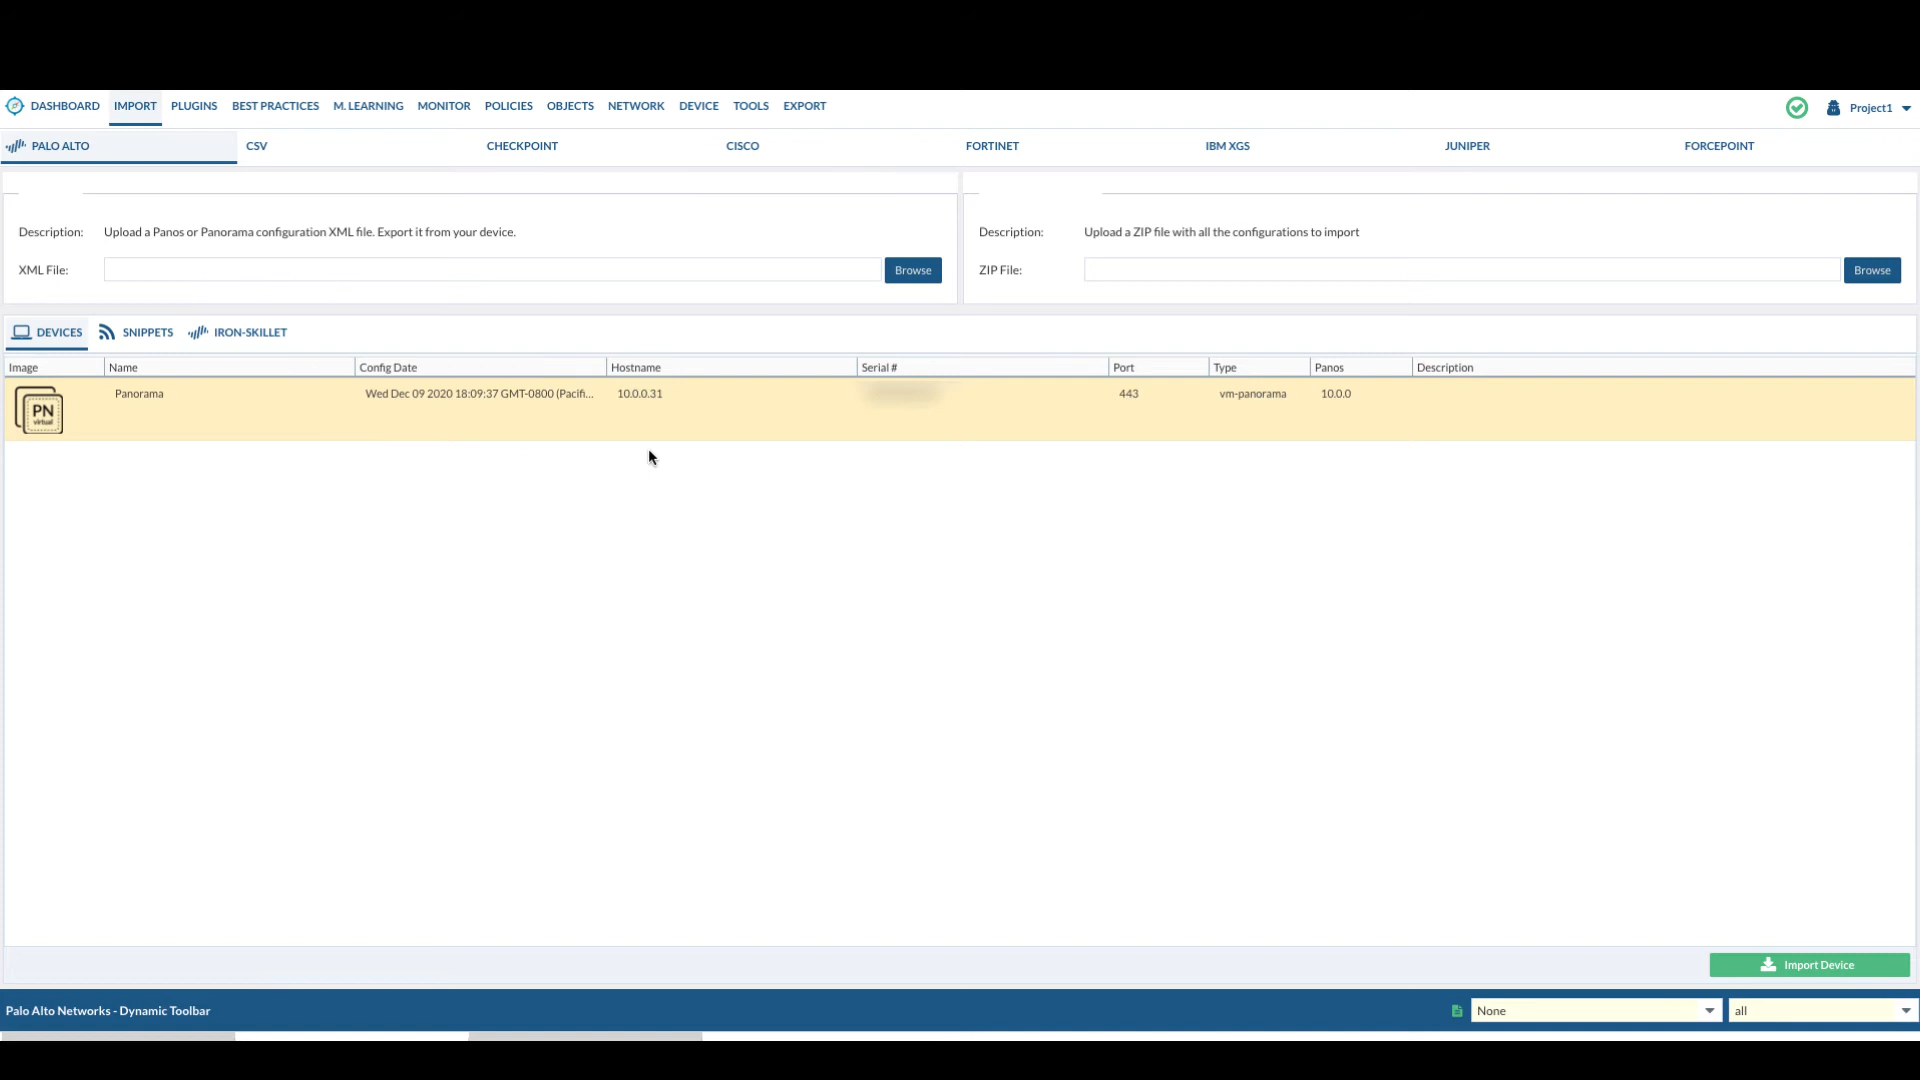 DASHBOARD IMPORT PLUGINS BEST PRACTICES M. LEARNING MONITOR POLICIES OBJECTS NETWORK DEVICE TOOLS EXPORT Project1
PALO ALTO CSV CHECKPOINT CISCO FORTINET IBM XGS JUNIPER FORCEPOINT
Description: Upload a Panos or Panorama configuration XML file. Export it from your device.
XML File: Browse
Description: Upload a ZIP file with all the configurations to import
ZIP File: Browse
DEVICES SNIPPETS IRON-SKILLET
Image Name Config Date Hostname Serial # Port Type Panos Description
PN
virtual
Panorama Wed Dec 09 2020 18:09:37 GMT-0800 (Pacifi... 10.0.0.31 443 vm-panorama 10.0.0
Import Device
Palo Alto Networks - Dynamic Toolbar None all